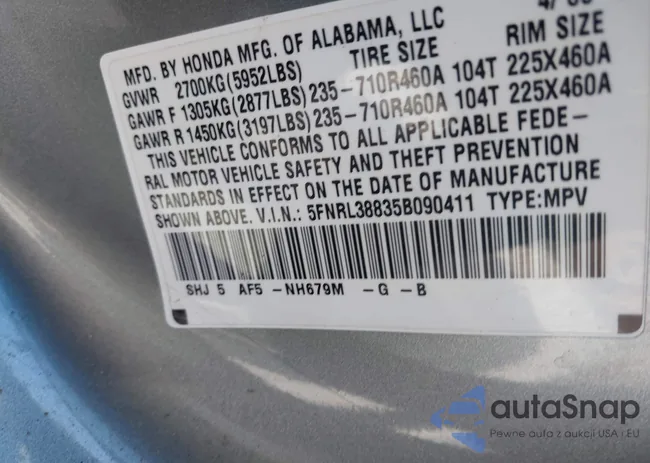 MFD. BY HONDA MFG. OF ALABAMA, LLC
GVWR 2700KG(5952LBS) TIRE SIZE RIM SIZE
GAWR F 1305KG(2877LBS)235-710R460A 104T 225X460A
GAWR R 1450KG(3197LBS)235-710R460A 104T 225X460A
THIS VEHICLE CONFORMS TO ALL APPLICABLE FEDE-
RAL MOTOR VEHICLE SAFETY AND THEFT PREVENTION
STANDARDS IN EFFECT ON THE DATE OF MANUFACTURE
SHOWN ABOVE. V.I.N.: 5FNRL38835B090411 TYPE:MPV
SHJ 5 AF5 -NH679M -G -B
autaSnap
Pewne auta z aukcji USA i EU